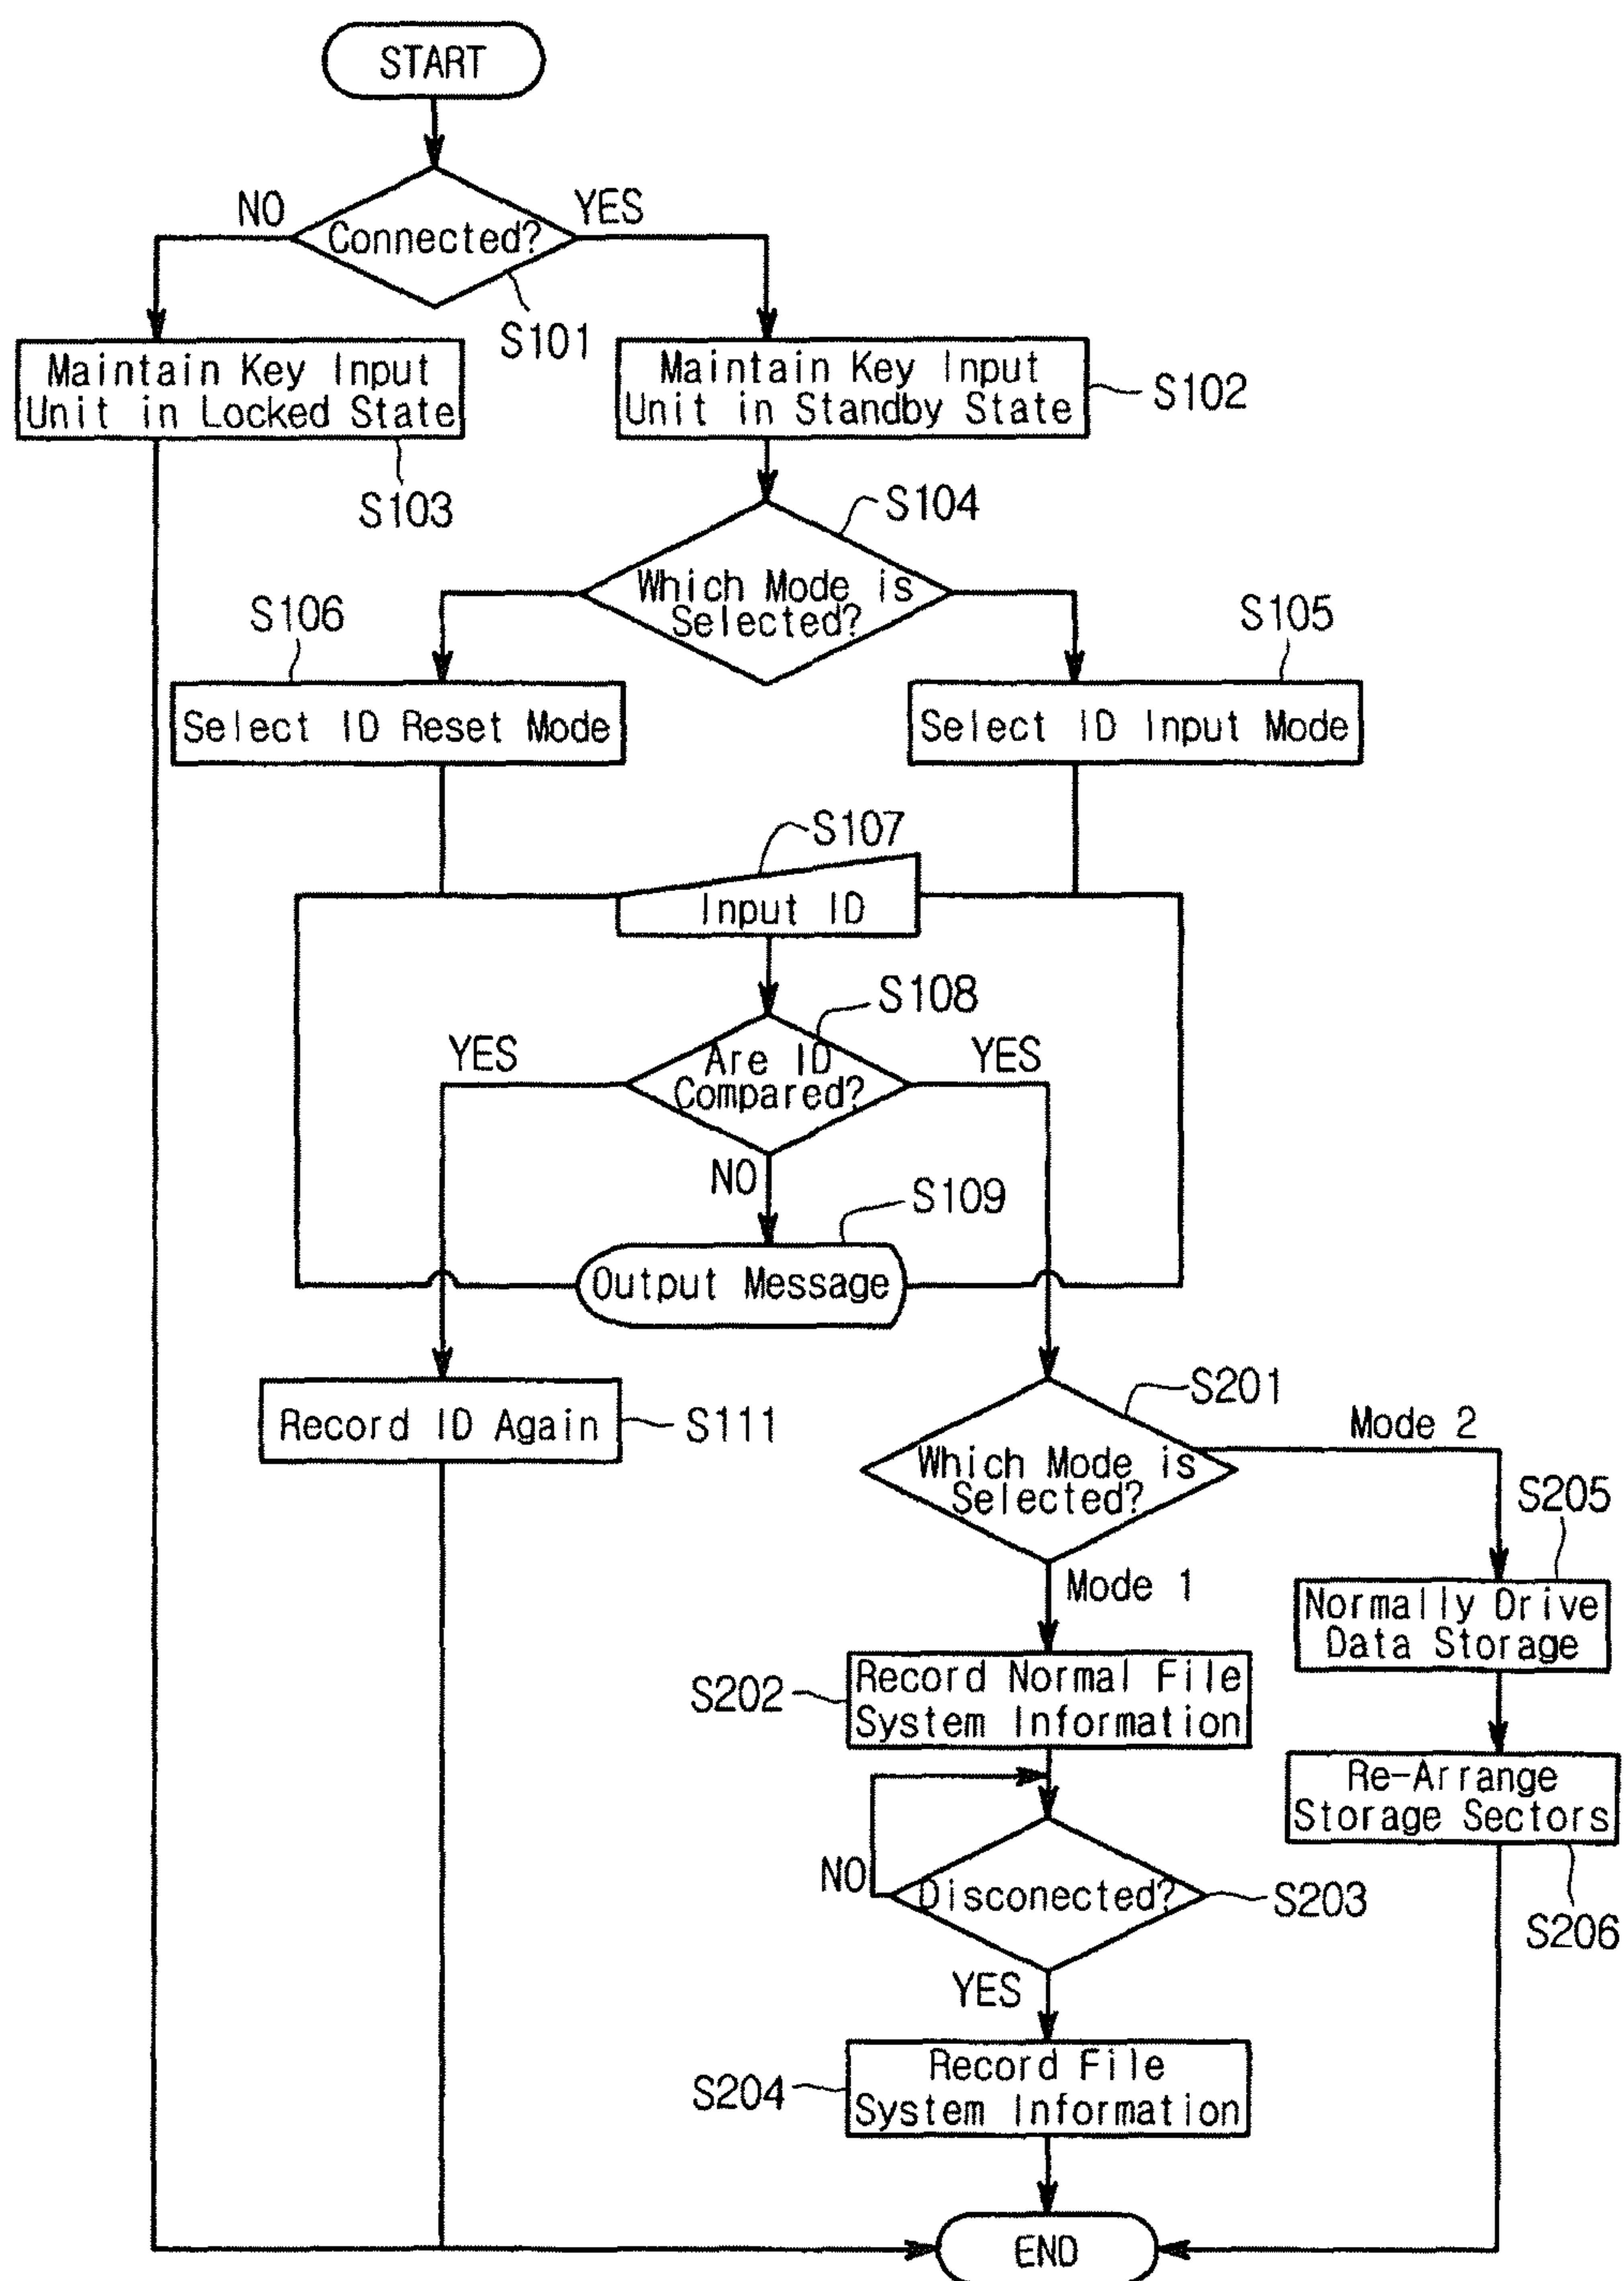 START
NO
YES
Connected?
S101
Maintain Key Input
Unit in Locked State
S103
Maintain Key Input
Unit in Standby State
S102
S104
Which Mode is
Selected?
S106
S105
Select ID Reset Mode
Select ID Input Mode
S107
Input ID
S108
YES
YES
Are ID
Compared?
NO
S109
Output Message
Record ID Again
S111
S201
Mode 2
Which Mode is
Selected?
S205
Mode 1
Normally Drive
Data Storage
S202
Record Normal File
System Information
Re-Arrange
Storage Sectors
NO
Disconected?
S203
S206
YES
S204
Record File
System Information
END